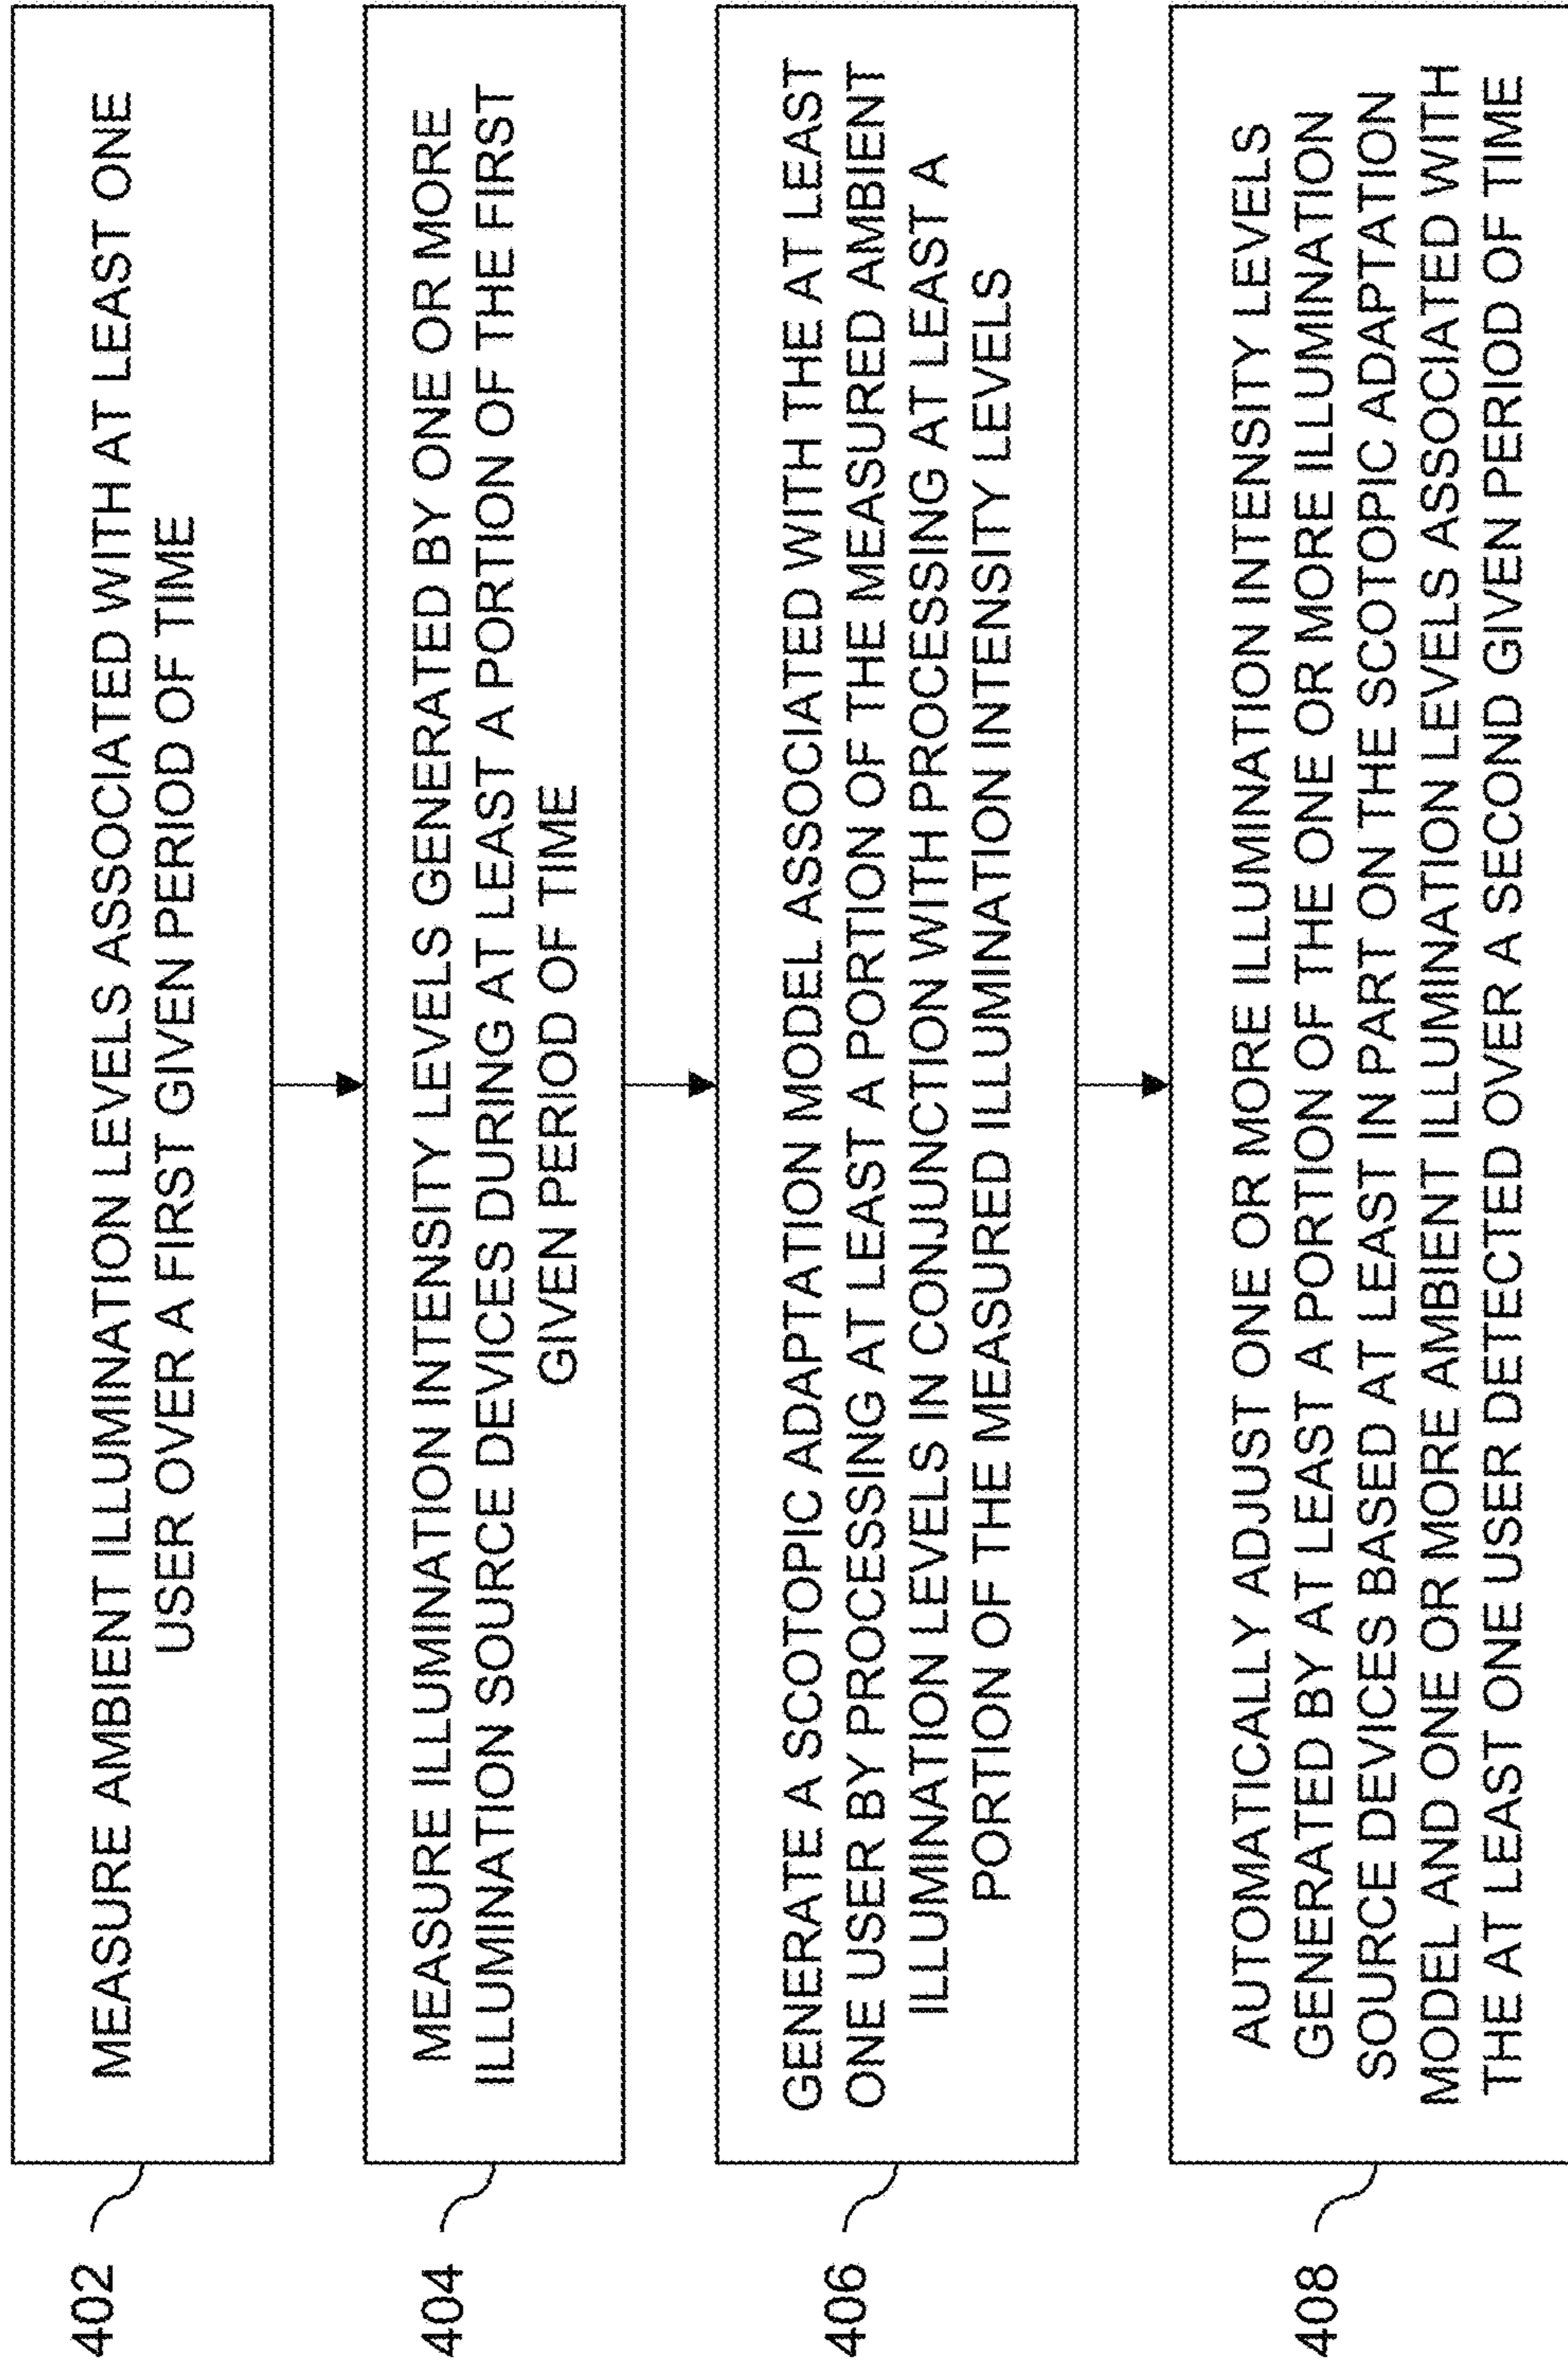 402
MEASURE AMBIENT ILLUMINATION LEVELS ASSOCIATED WITH AT LEAST ONE
USER OVER A FIRST GIVEN PERIOD OF TIME
404
MEASURE ILLUMINATION INTENSITY LEVELS GENERATED BY ONE OR MORE
ILLUMINATION SOURCE DEVICES DURING AT LEAST A PORTION OF THE FIRST
GIVEN PERIOD OF TIME
406
GENERATE A SCOTOPIC ADAPTATION MODEL ASSOCIATED WITH THE AT LEAST
ONE USER BY PROCESSING AT LEAST A PORTION OF THE MEASURED AMBIENT
ILLUMINATION LEVELS IN CONJUNCTION WITH PROCESSING AT LEAST A
PORTION OF THE MEASURED ILLUMINATION INTENSITY LEVELS
408
AUTOMATICALLY ADJUST ONE OR MORE ILLUMINATION INTENSITY LEVELS
GENERATED BY AT LEAST A PORTION OF THE ONE OR MORE ILLUMINATION
SOURCE DEVICES BASED AT LEAST IN PART ON THE SCOTOPIC ADAPTATION
MODEL AND ONE OR MORE AMBIENT ILLUMINATION LEVELS ASSOCIATED WITH
THE AT LEAST ONE USER DETECTED OVER A SECOND GIVEN PERIOD OF TIME